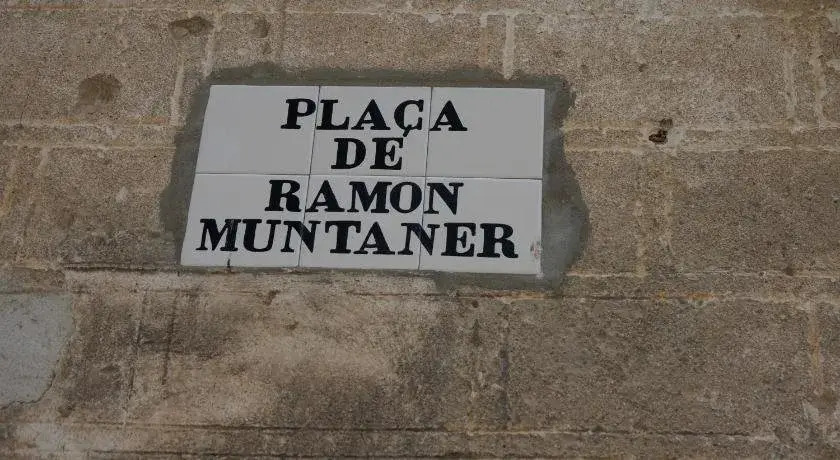 PLAÇA
DE
RAMON
MUNTANER